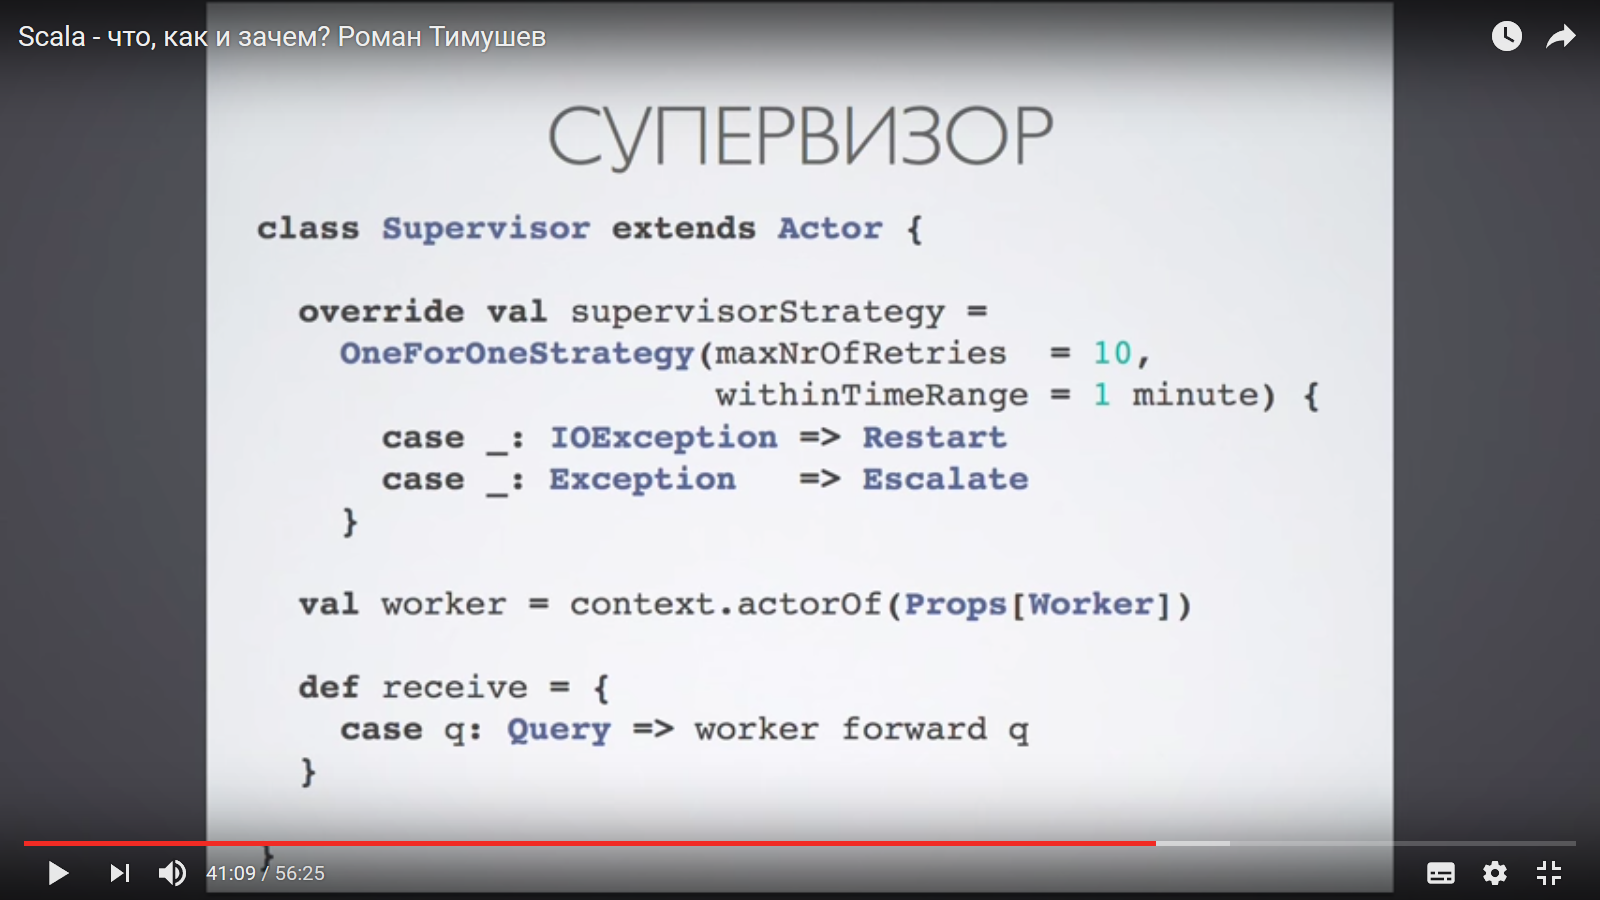 Scala - что, как и зачем? Роман Тимушев
СУПЕРВИЗОР
class Supervisor extends Actor {
override val supervisorStrategy =
OneForOneStrategy(maxNrOfRetries = 10,
withinTimeRange = 1 minute) {
case _: IOException => Restart
case _: Exception => Escalate
}
val worker = context.actorOf(Props[Worker])
def receive = {
case q: Query => worker forward q
}
}
41:09 / 56:25